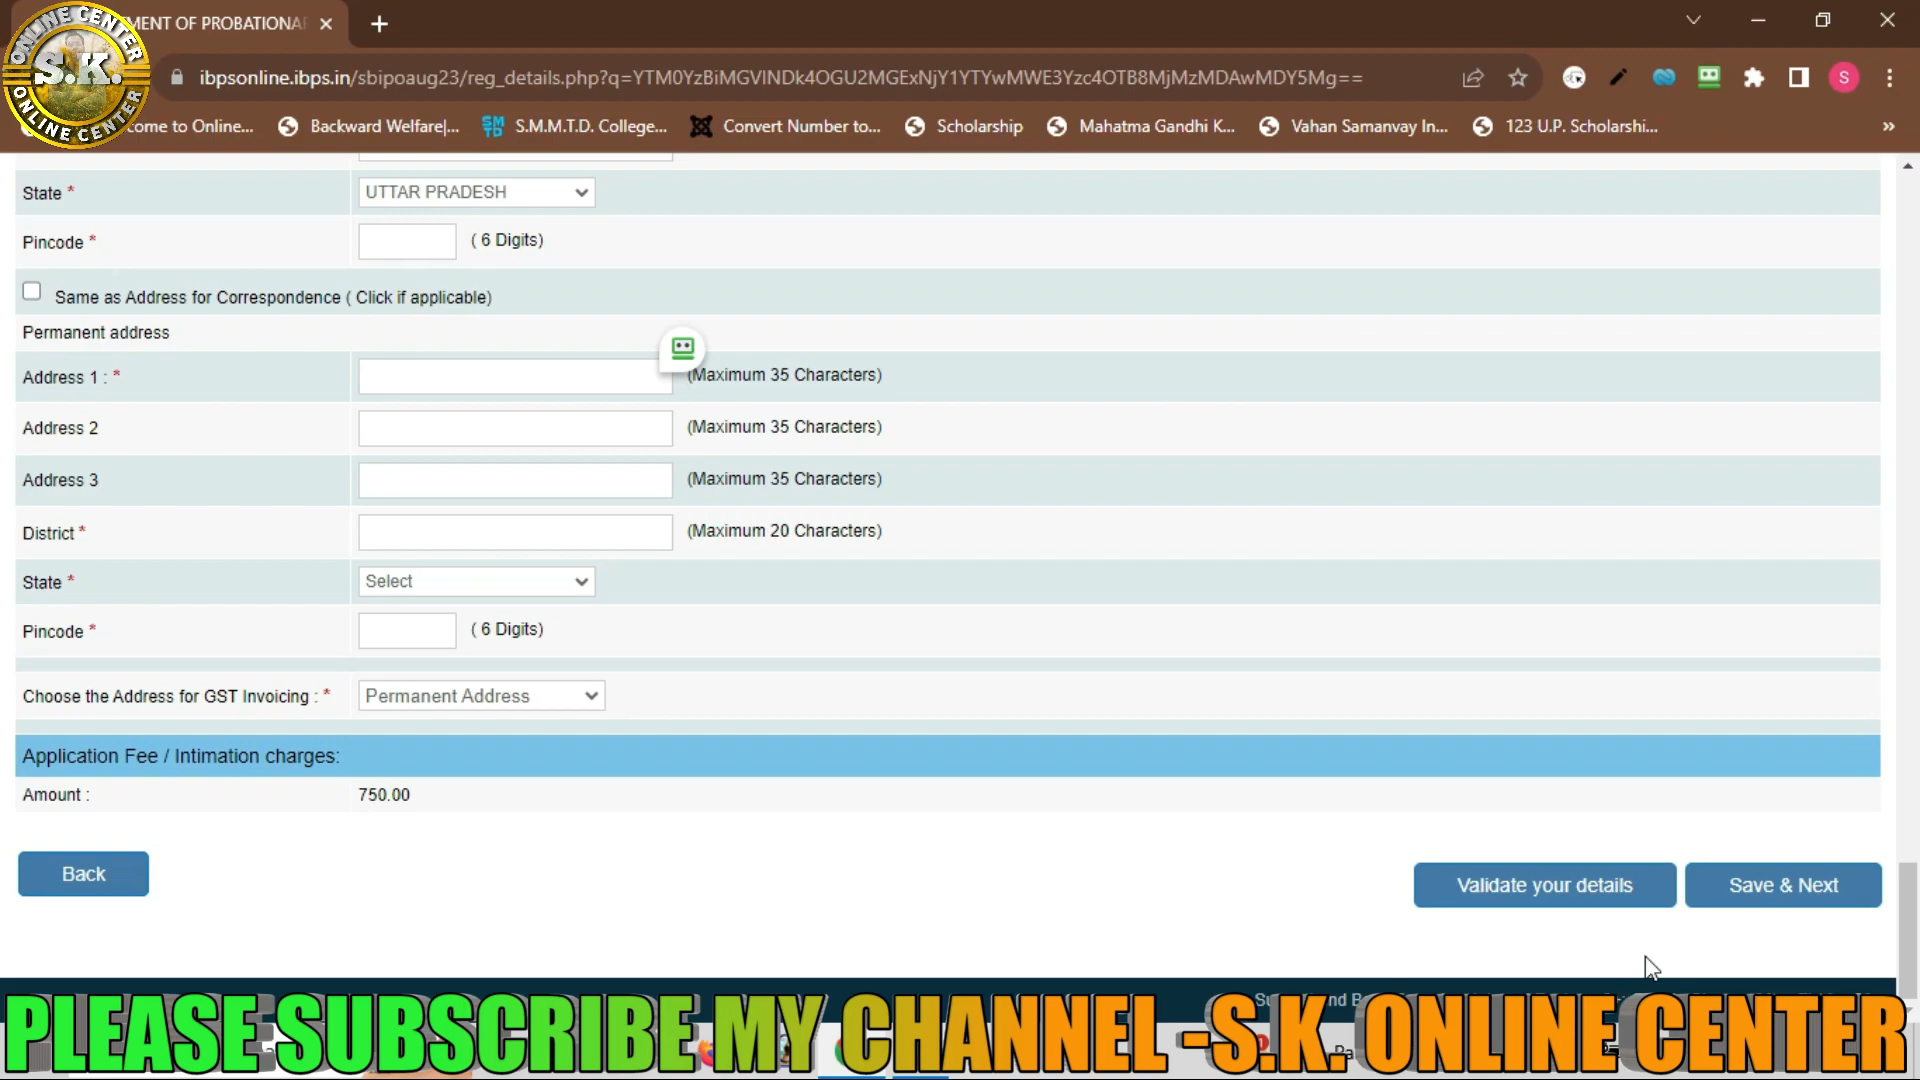 MENT OF PROBATIONA
ONLINE CENTER
S.K.
ONLINE CENTER
ibpsonline.ibps.in/sbipoaug23/reg_details.php?q=YTM0YzBiMGVlNDk4OGU2MGExNjY1YTYwMWE3Yzc4OTB8MjMzMDAwMDY5Mg==
S
come to Online... Backward Welfare|... S.M.M.T.D. College... Convert Number to... Scholarship Mahatma Gandhi K... Vahan Samanvay In... 123 U.P. Scholarshi... »
State * UTTAR PRADESH
Pincode * ( 6 Digits)
Same as Address for Correspondence ( Click if applicable)
Permanent address
Address 1 : * (Maximum 35 Characters)
Address 2 (Maximum 35 Characters)
Address 3 (Maximum 35 Characters)
District * (Maximum 20 Characters)
State * Select
Pincode * ( 6 Digits)
Choose the Address for GST Invoicing : * Permanent Address
Application Fee / Intimation charges:
Amount : 750.00
Back
Validate your details Save & Next
PLEASE SUBSCRIBE MY CHANNEL -S.K. ONLINE CENTER